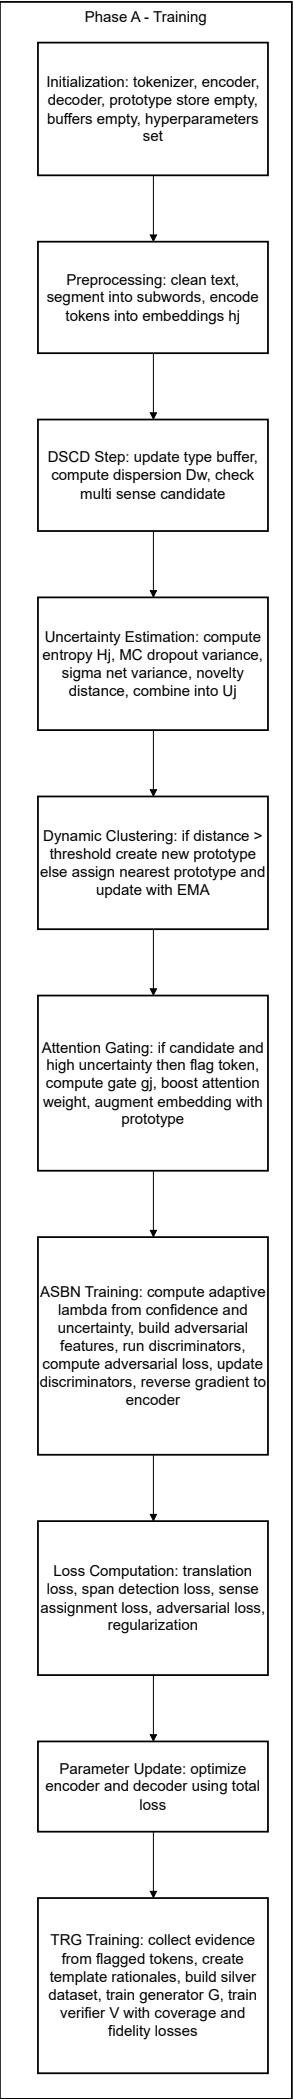 Phase A - Training
Initialization: tokenizer, encoder,
decoder, prototype store empty,
buffers empty, hyperparameters
set
Preprocessing: clean text,
segment into subwords, encode
tokens into embeddings hj
DSCD Step: update type buffer,
compute dispersion Dw, check
multi sense candidate
Uncertainty Estimation: compute
entropy Hj, MC dropout variance,
sigma net variance, novelty
distance, combine into Uj
Dynamic Clustering: if distance >
threshold create new prototype
else assign nearest prototype and
update with EMA
Attention Gating: if candidate and
high uncertainty then flag token,
compute gate gj, boost attention
weight, augment embedding with
prototype
ASBN Training: compute adaptive
lambda from confidence and
uncertainty, build adversarial
features, run discriminators,
compute adversarial loss, update
discriminators, reverse gradient to
encoder
Loss Computation: translation
loss, span detection loss, sense
assignment loss, adversarial loss,
regularization
Parameter Update: optimize
encoder and decoder using total
loss
TRG Training: collect evidence
from flagged tokens, create
template rationales, build silver
dataset, train generator G, train
verifier V with coverage and
fidelity losses